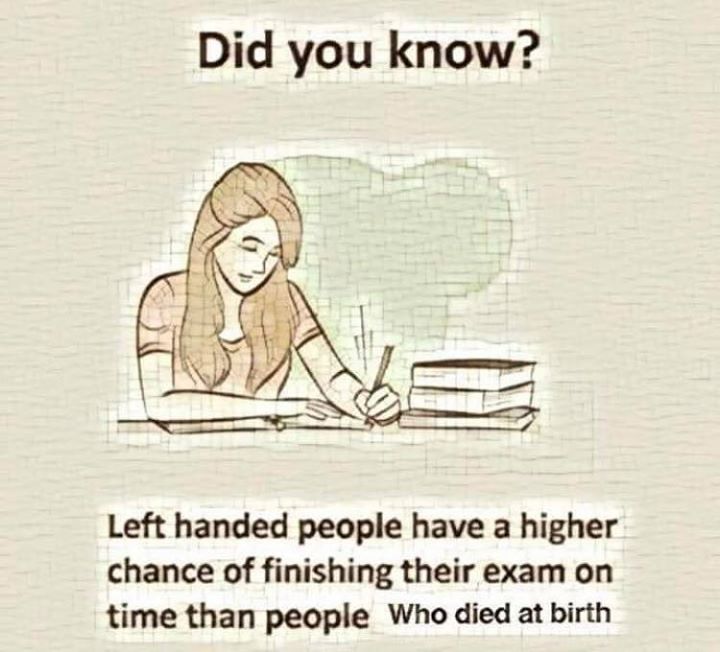 Did you know?
Left handed people have a higher
chance of finishing their exam on
time than people Who died at birth